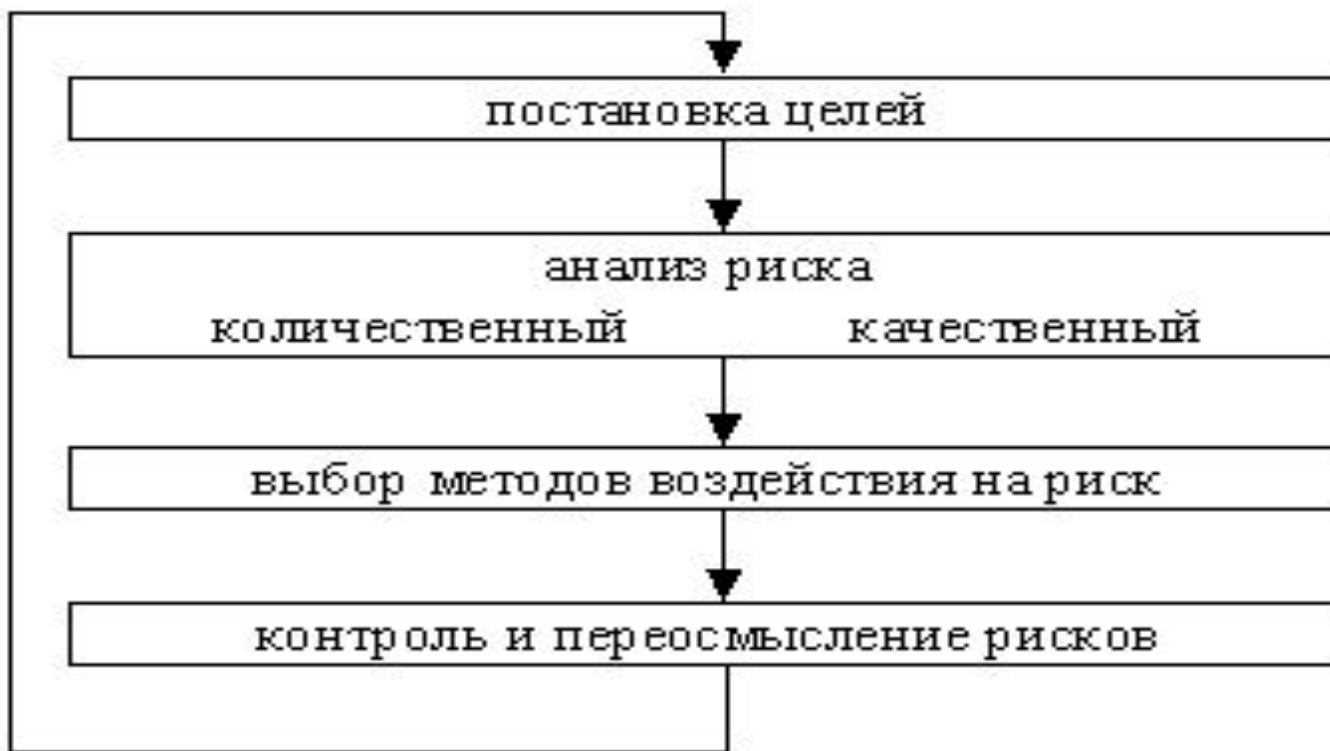 постановка целей
анализ риска
количественный качественный
выбор методов воздействия на риск
контроль и переосмысление рисков